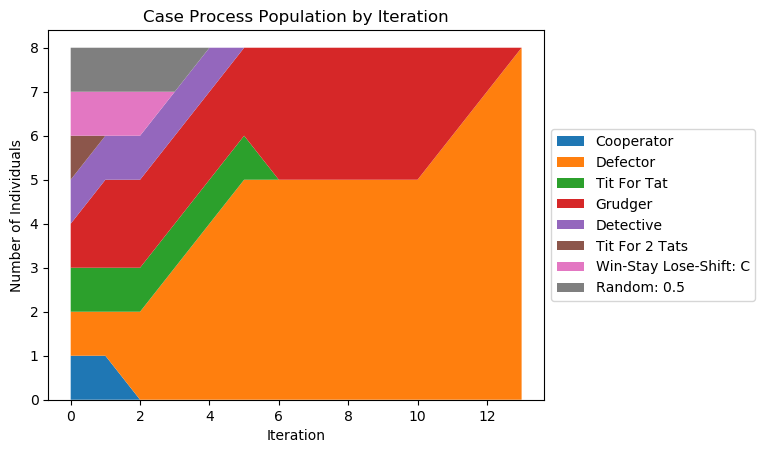 Case Process Population by Iteration
8
7
6
5
4
3
2
1
0
Number of Individuals
0 2 4 6 8 10 12
Iteration
Cooperator
Defector
Tit For Tat
Grudger
Detective
Tit For 2 Tats
Win-Stay Lose-Shift: C
Random: 0.5